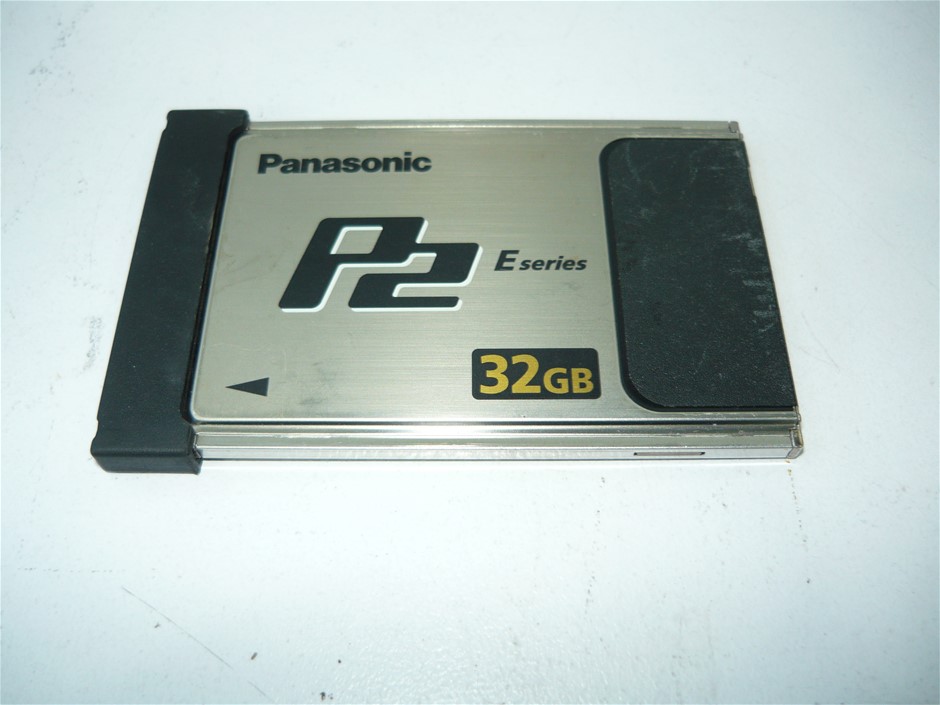 Panasonic
P2 E series
32GB